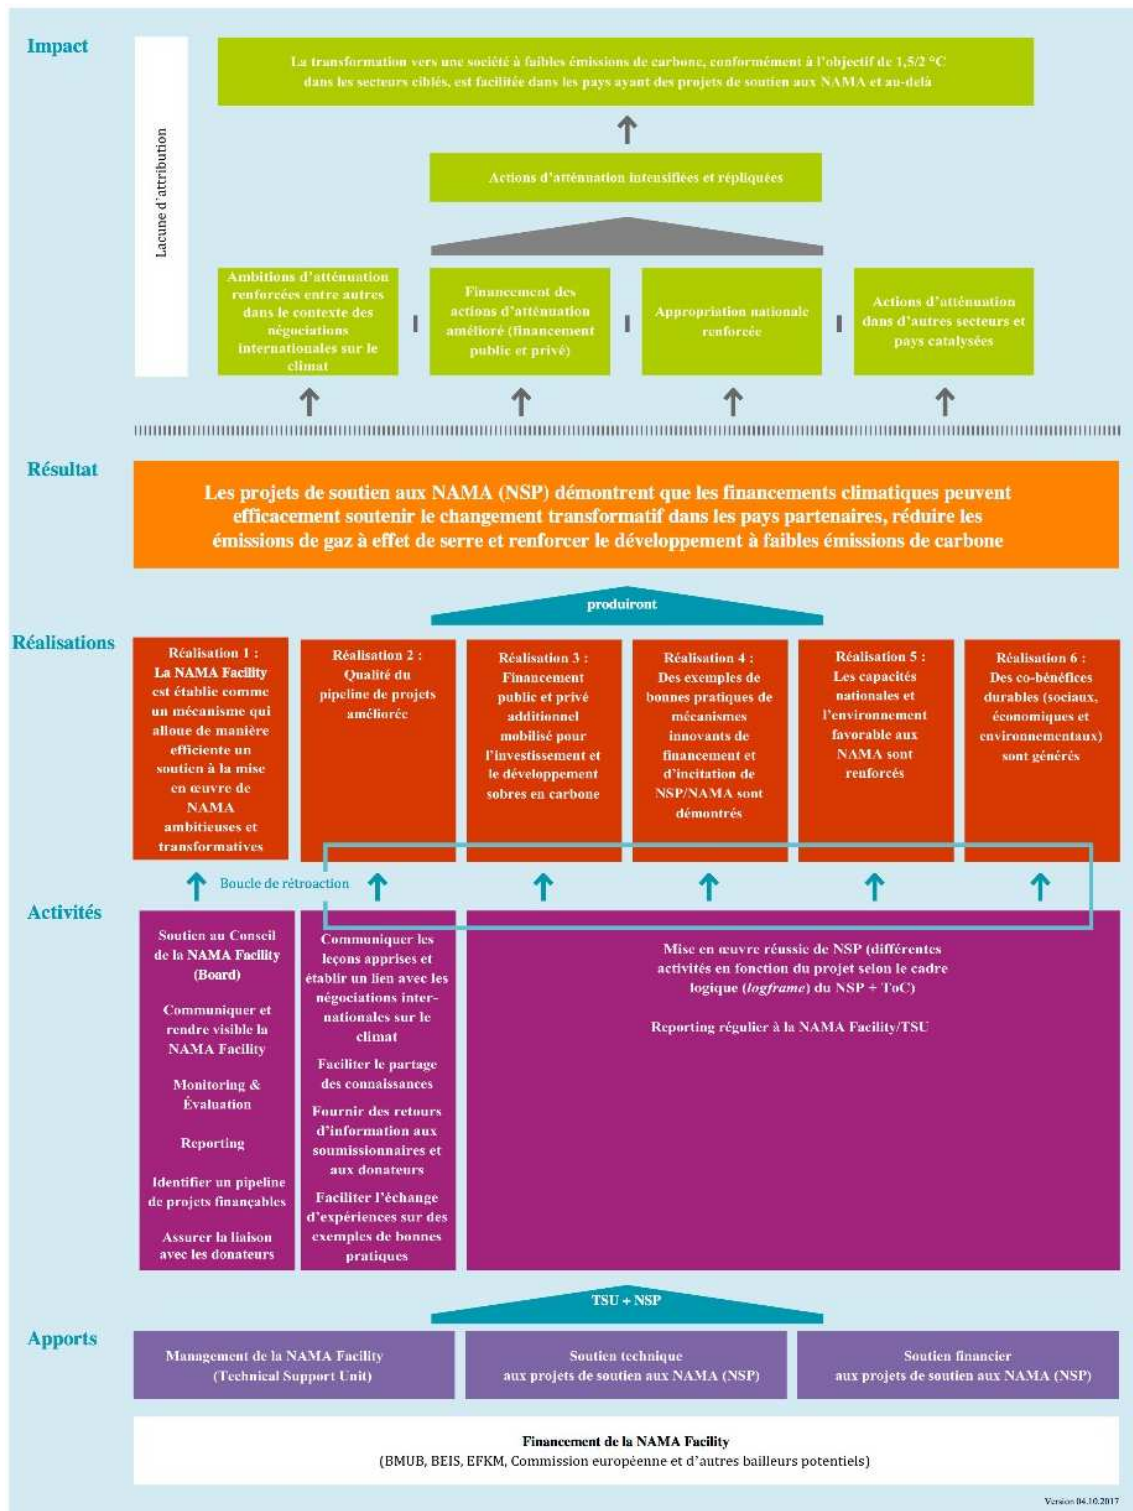 Impact
La transformation vers une société à faibles émissions de carbone, conformément à l'objectif de 1,5/2 °C
dans les secteurs ciblés, est facilitée dans les pays ayant des projets de soutien aux NAMA et au-delà
Lacune d'attribution
Actions d'atténuation intensifiées et répliquées
Ambitions d'atténuation
renforcées entre autres
dans le contexte des
négociations
internationales sur le
climat
Financement des
actions d'atténuation
amélioré (financement
public et privé)
Appropriation nationale
renforcée
Actions d'atténuation
dans d'autres secteurs et
pays catalysées
Résultat
Les projets de soutien aux NAMA (NSP) démontrent que les financements climatiques peuvent
efficacement soutenir le changement transformatif dans les pays partenaires, réduire les
émissions de gaz à effet de serre et renforcer le développement à faibles émissions de carbone
produiront
Réalisations
Réalisation 1 :
La NAMA Facility
est établie comme
un mécanisme qui
alloue de manière
efficiente un
soutien à la mise
en œuvre de
NAMA
ambitieuses et
transformatives
Réalisation 2 :
Qualité du
pipeline de projets
améliorée
Réalisation 3 :
Financement
public et privé
additionnel
mobilisé pour
l'investissement et
le développement
sobres en carbone
Réalisation 4 :
Des exemples de
bonnes pratiques de
mécanismes
innovants de
financement et
d'incitation de
NSP/NAMA sont
démontrés
Réalisation 5 :
Les capacités
nationales et
l'environnement
favorable aux
NAMA sont
renforcés
Réalisation 6 :
Des co-bénéfices
durables (sociaux,
économiques et
environnementaux)
sont générés
Boucle de rétroaction
Activités
Soutien au Conseil
de la NAMA Facility
(Board)
Communiquer et
rendre visible la
NAMA Facility
Monitoring &
Évaluation
Reporting
Identifier un pipeline
de projets finançables
Assurer la liaison
avec les donateurs
Communiquer les
leçons apprises et
établir un lien avec les
négociations inter-
nationales sur le
climat
Faciliter le partage
des connaissances
Fournir des retours
d'information aux
soumissionnaires et
aux donateurs
Faciliter l'échange
d'expériences sur des
exemples de bonnes
pratiques
Mise en œuvre réussie de NSP (différentes
activités en fonction du projet selon le cadre
logique (logframe) du NSP + ToC)
Reporting régulier à la NAMA Facility/TSU
TSU + NSP
Apports
Management de la NAMA Facility
(Technical Support Unit)
Soutien technique
aux projets de soutien aux NAMA (NSP)
Soutien financier
aux projets de soutien aux NAMA (NSP)
Financement de la NAMA Facility
(BMUB, BEIS, EFKM, Commission européenne et d'autres bailleurs potentiels)
Version 04.10.2017